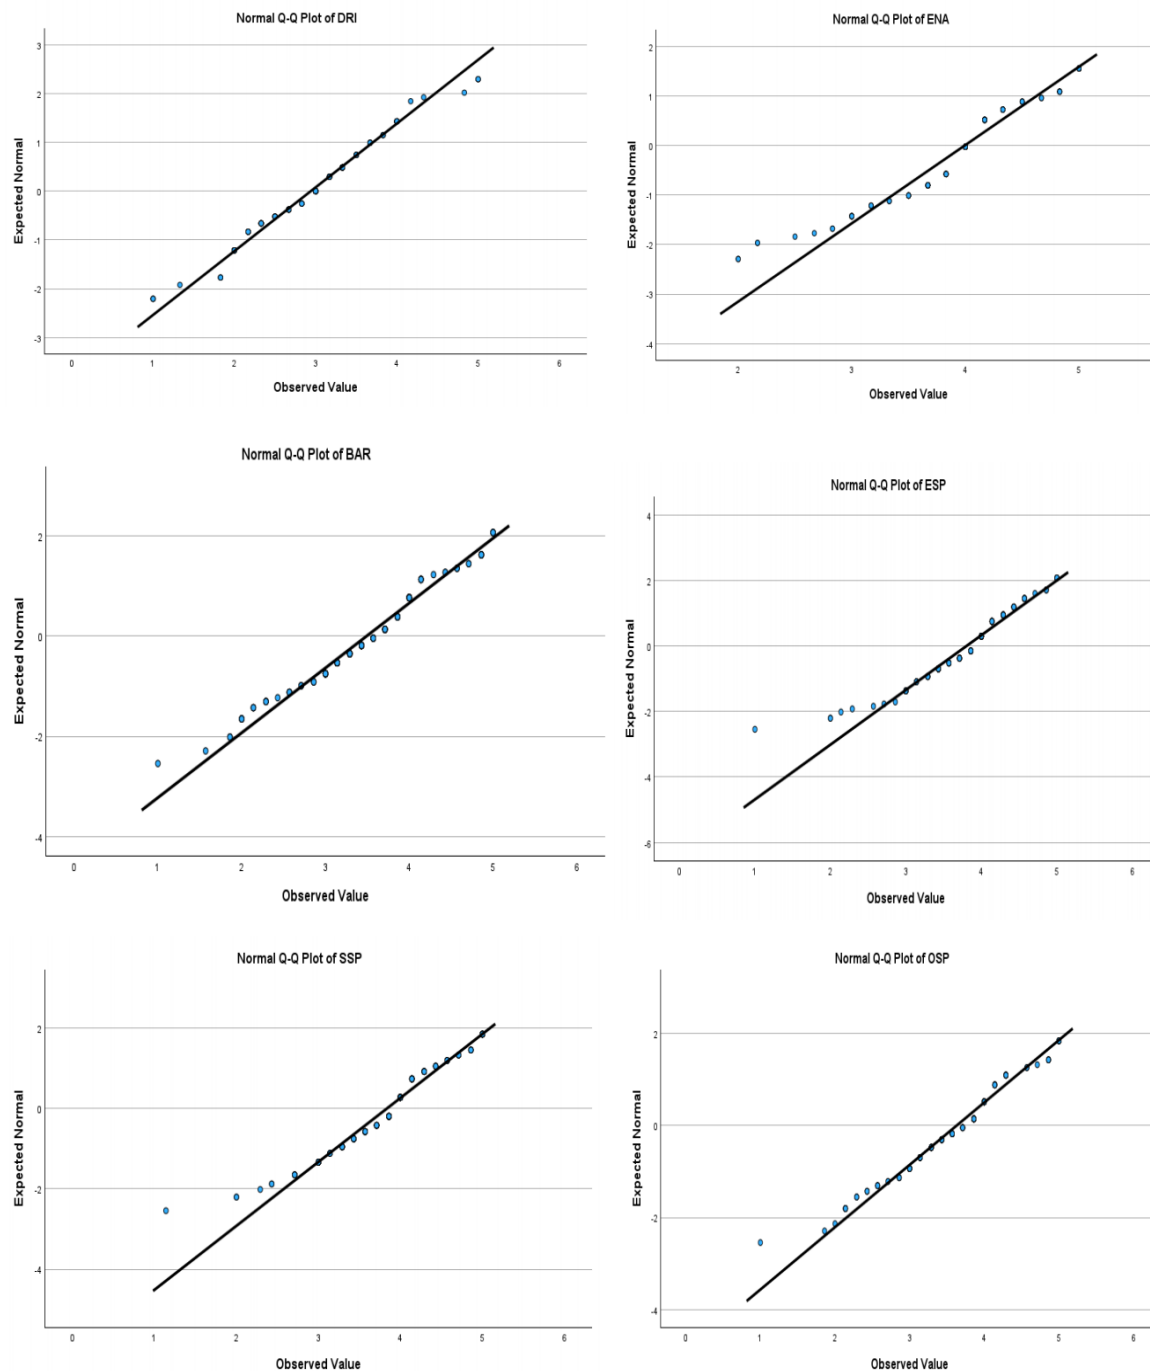 Normal Q-Q Plot of DRI
3
2
1
0
-1
-2
-3
Expected Normal
0 1 2 3 4 5 6
Observed Value
Normal Q-Q Plot of ENA
2
1
0
-1
-2
-3
-4
Expected Normal
2 3 4 5
Observed Value
Normal Q-Q Plot of BAR
2
0
-2
-4
Expected Normal
0 1 2 3 4 5 6
Observed Value
Normal Q-Q Plot of ESP
4
2
0
-2
-4
-6
Expected Normal
0 1 2 3 4 5 6
Observed Value
Normal Q-Q Plot of SSP
2
0
-2
-4
Expected Normal
0 1 2 3 4 5 6
Observed Value
Normal Q-Q Plot of OSP
2
0
-2
-4
Expected Normal
0 1 2 3 4 5 6
Observed Value